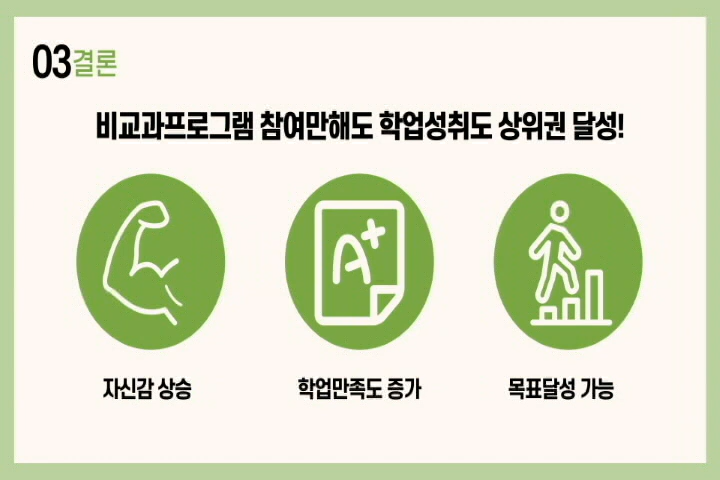 03결론
비교과프로그램 참여만해도 학업성취도 상위권 달성!
A+
자신감 상승
학업만족도 증가
목표달성 가능